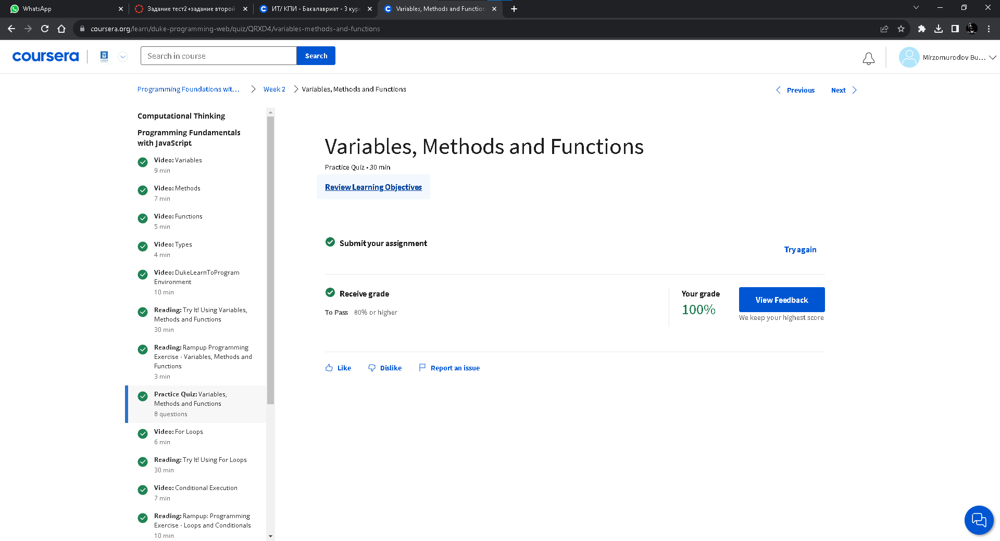 WhatsApp
Задание тест2+задание второй
ИТ/ КПИ - Бакалавриат - 3 курс
Variables, Methods and Function
coursera.org/learn/duke-programming-web/quiz/QRXD4/variables-methods-and-functions
coursera
Search in course
Search
Mirzomurodov Bu...
Programming Foundations wit...
Week 2
Variables, Methods and Functions
Previous
Next
Computational Thinking
Programming Fundamentals
with JavaScript
Video: Variables
9 min
Video: Methods
7 min
Video: Functions
5 min
Video: Types
4 min
Video: DukeLearnToProgram
Environment
10 min
Reading: Try It! Using Variables,
Methods and Functions
30 min
Reading: Rampup Programming
Exercise - Variables, Methods and
Functions
3 min
Practice Quiz: Variables,
Methods and Functions
8 questions
Video: For Loops
6 min
Reading: Try It! Using For Loops
30 min
Video: Conditional Execution
7 min
Reading: Rampup: Programming
Exercise - Loops and Conditionals
10 min
Variables, Methods and Functions
Practice Quiz • 30 min
Review Learning Objectives
Submit your assignment
Try again
Receive grade
To Pass 80% or higher
Your grade
100%
View Feedback
We keep your highest score
Like
Dislike
Report an issue